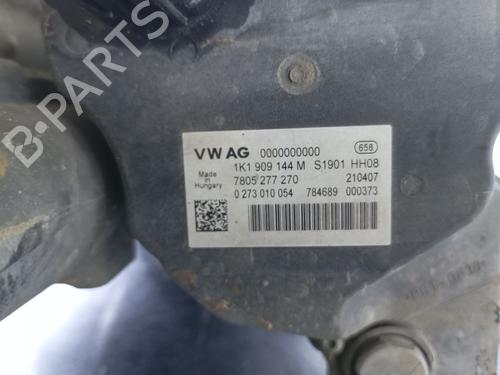 VW AG 0000000000 658
1K1 909 144 M S1901 HH08
Made in Hungary
7805 277 270 210407
0 273 010 054 784689 000373
B-PARTS